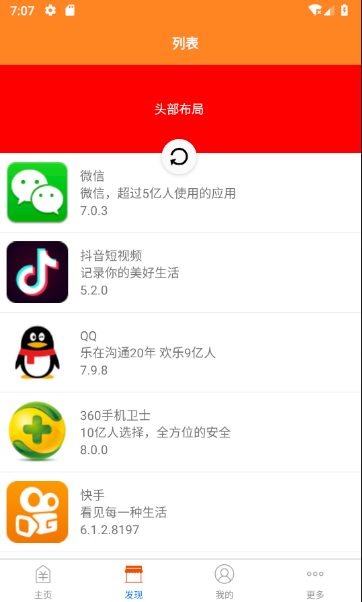 7:07
列表
头部布局
微信
微信，超过5亿人使用的应用
7.0.3
抖音短视频
记录你的美好生活
5.2.0
QQ
乐在沟通20年 欢乐9亿人
7.9.8
360手机卫士
10亿人选择，全方位的安全
8.0.0
快手
看见每一种生活
6.1.2.8197
主页
发现
我的
更多